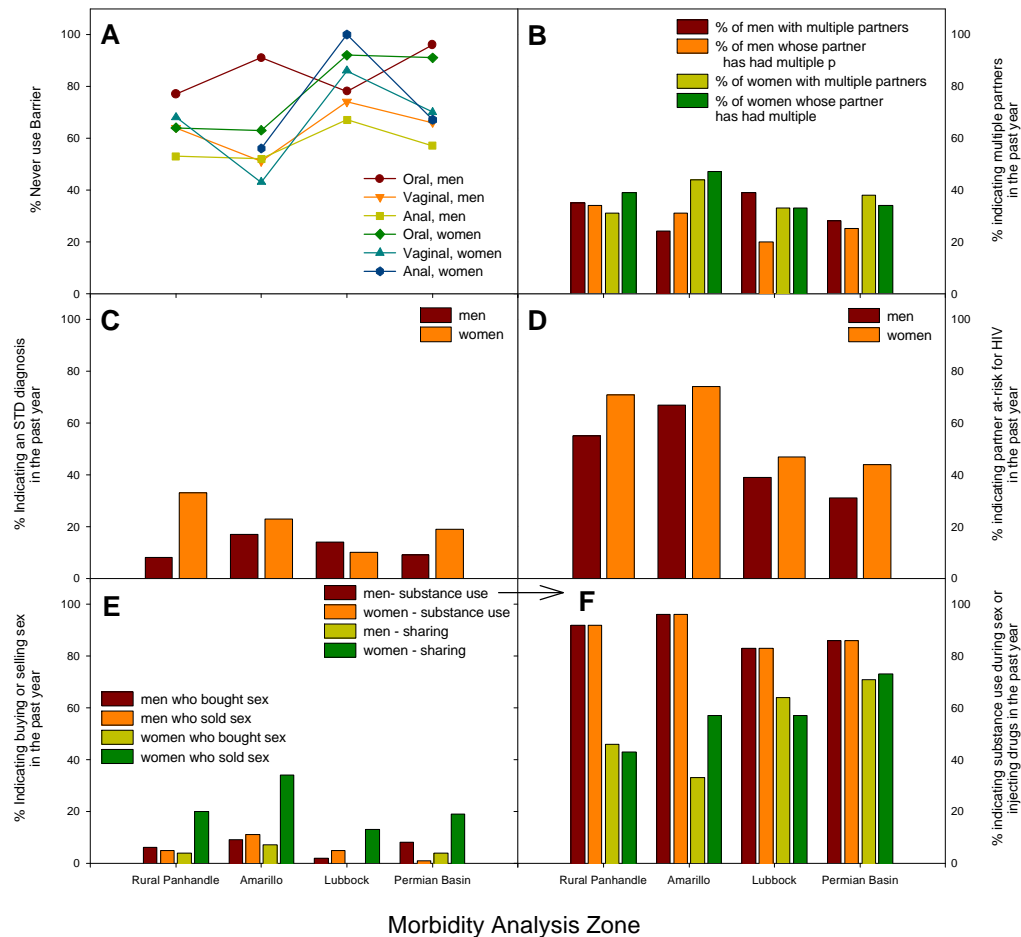 A
% Never use Barrier
100
80
60
40
20
0
Oral, men
Vaginal, men
Anal, men
Oral, women
Vaginal, women
Anal, women
B
% of men with multiple partners
% of men whose partner
has had multiple p
% of women with multiple partners
% of women whose partner
has had multiple
100
80
60
40
20
0
% indicating multiple partners
in the past year
C
% Indicating an STD diagnosis
in the past year
100
80
60
40
20
0
men
women
D
men
women
100
80
60
40
20
0
% indicating partner at-risk for HIV
in the past year
E
% Indicating buying or selling sex
in the past year
100
80
60
40
20
0
men- substance use
women - substance use
men - sharing
women - sharing
men who bought sex
men who sold sex
women who bought sex
women who sold sex
Rural Panhandle
Amarillo
Lubbock
Permian Basin
F
100
80
60
40
20
0
% indicating substance use during sex or
injecting drugs in the past year
Rural Panhandle
Amarillo
Lubbock
Permian Basin
Morbidity Analysis Zone